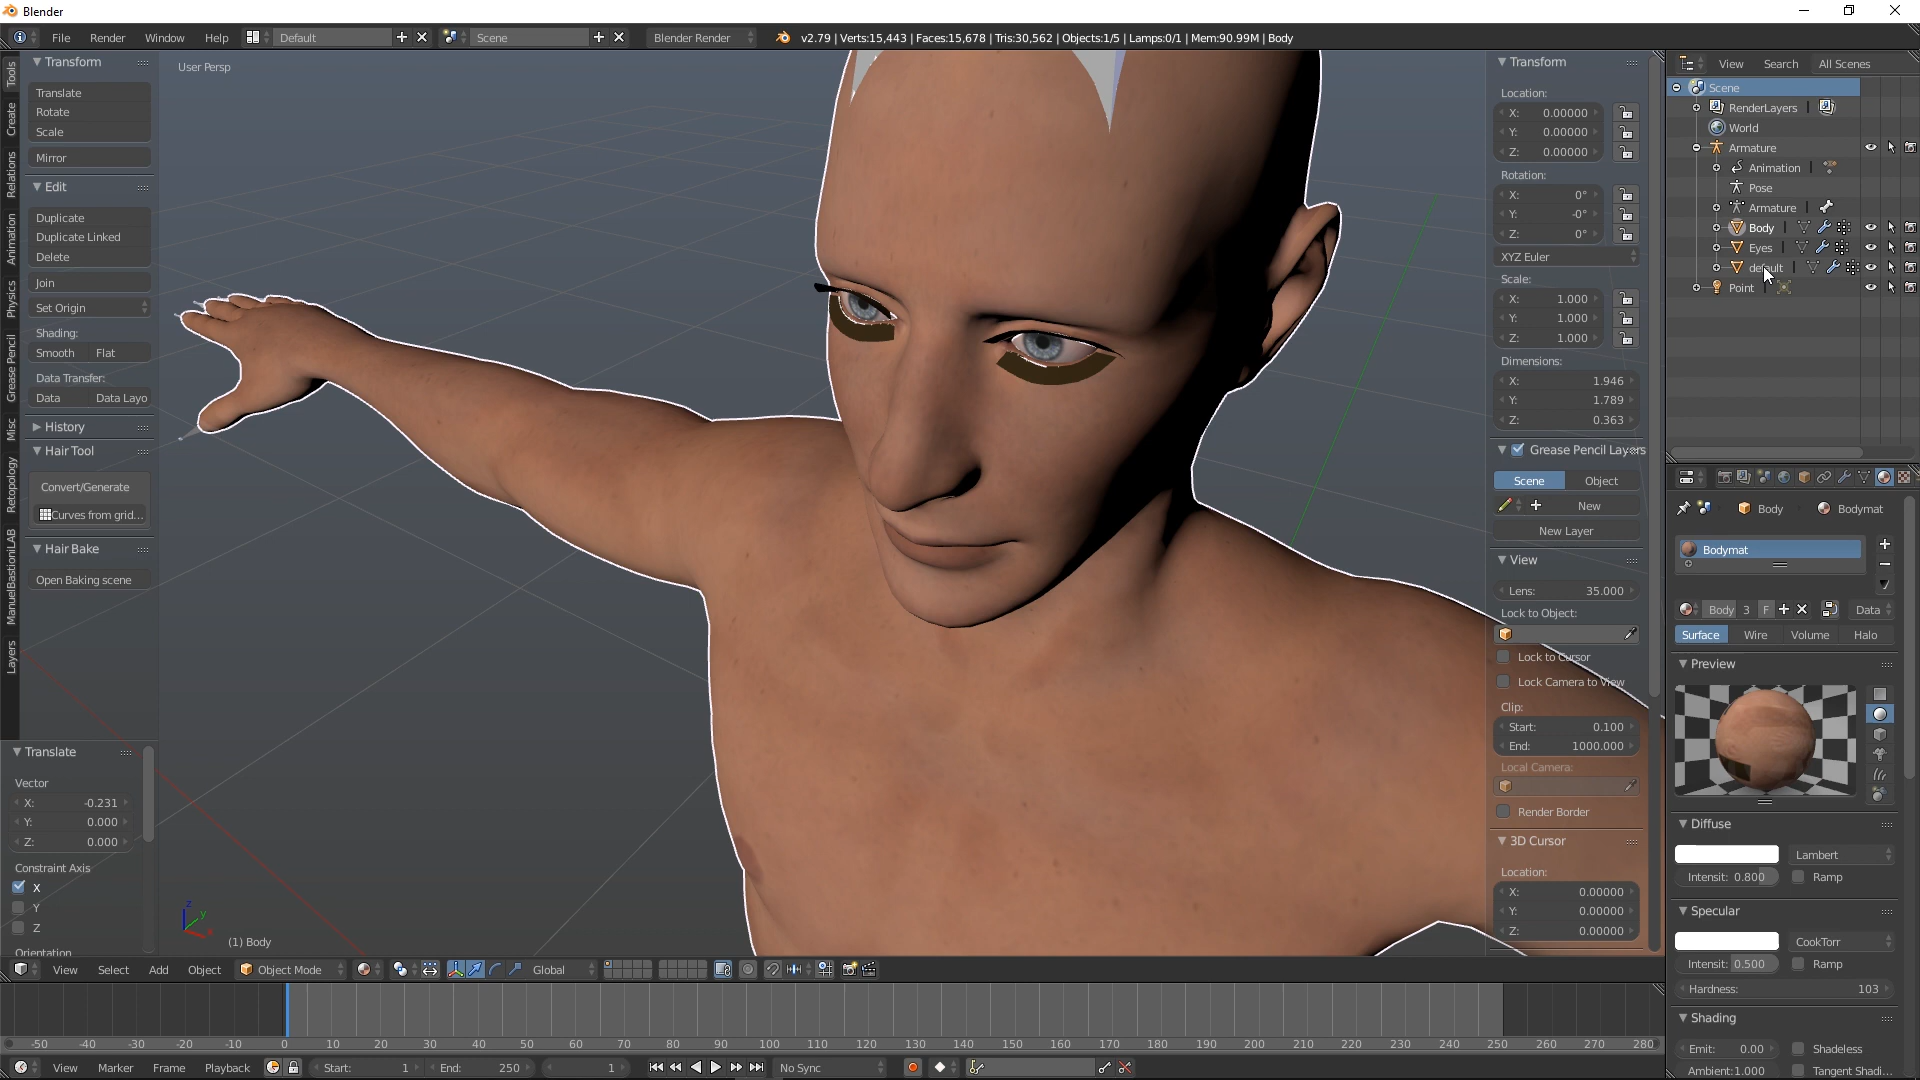 Blender
File Render Window Help Default Scene Blender Render v2.79 | Verts:15,443 | Faces:15,678 | Tris:30,562 | Objects:1/5 | Lamps:0/1 | Mem:90.99M | Body
Tools
Create
Relations
Animation
Physics
Grease Pencil
Misc
Retopology
ManuelBastioniLAB
Layers
Transform
Translate
Rotate
Scale
Mirror
Edit
Duplicate
Duplicate Linked
Delete
Join
Set Origin
Shading:
Smooth Flat
Data Transfer:
Data Data Layo
History
Hair Tool
Convert/Generate
Curves from grid...
Hair Bake
Open Baking scene
Translate
Vector
X: -0.231
Y: 0.000
Z: 0.000
Constraint Axis
X
Y
Z
Orientation
User Persp
(1) Body
Transform
Location:
X: 0.00000
Y: 0.00000
Z: 0.00000
Rotation:
X: 0°
Y: -0°
Z: 0°
XYZ Euler
Scale:
X: 1.000
Y: 1.000
Z: 1.000
Dimensions:
X: 1.946
Y: 1.789
Z: 0.363
Grease Pencil Layers
Scene Object
New
New Layer
View
Lens: 35.000
Lock to Object:
Lock to Cursor
Lock Camera to View
Clip:
Start: 0.100
End: 1000.000
Local Camera:
Render Border
3D Cursor
Location:
X: 0.00000
Y: 0.00000
Z: 0.00000
View Search All Scenes
Scene
RenderLayers |
World
Armature
Animation |
Pose
Armature |
Body |
Eyes |
default |
Point |
Body Bodymat
Bodymat
Body 3 F Data
Surface Wire Volume Halo
Preview
Diffuse
Lambert
Intensit: 0.800 Ramp
Specular
CookTorr
Intensit: 0.500 Ramp
Hardness: 103
Shading
Emit: 0.00 Shadeless
Ambient:1.000 Tangent Shadi...
View Select Add Object Object Mode Global
-50 -40 -30 -20 -10 0 10 20 30 40 50 60 70 80 90 100 110 120 130 140 150 160 170 180 190 200 210 220 230 240 250 260 270 280
View Marker Frame Playback Start: 1 End: 250 1 No Sync